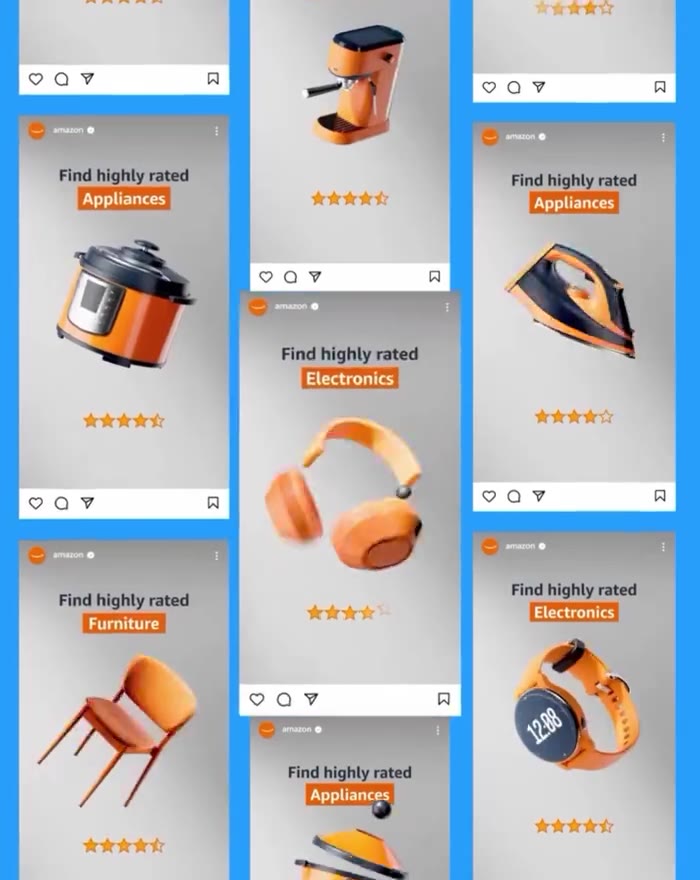 amazon
Find highly rated
Appliances
amazon
Find highly rated
Furniture
amazon
Find highly rated
Electronics
amazon
Find highly rated
Appliances
amazon
Find highly rated
Appliances
amazon
Find highly rated
Electronics
12:08